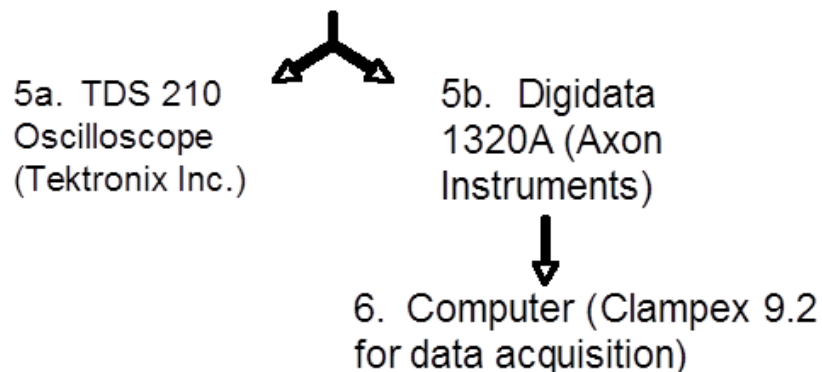 5a. TDS 210
Oscilloscope
(Tektronix Inc.)
5b. Digidata
1320A (Axon
Instruments)
6. Computer (Clampex 9.2
for data acquisition)